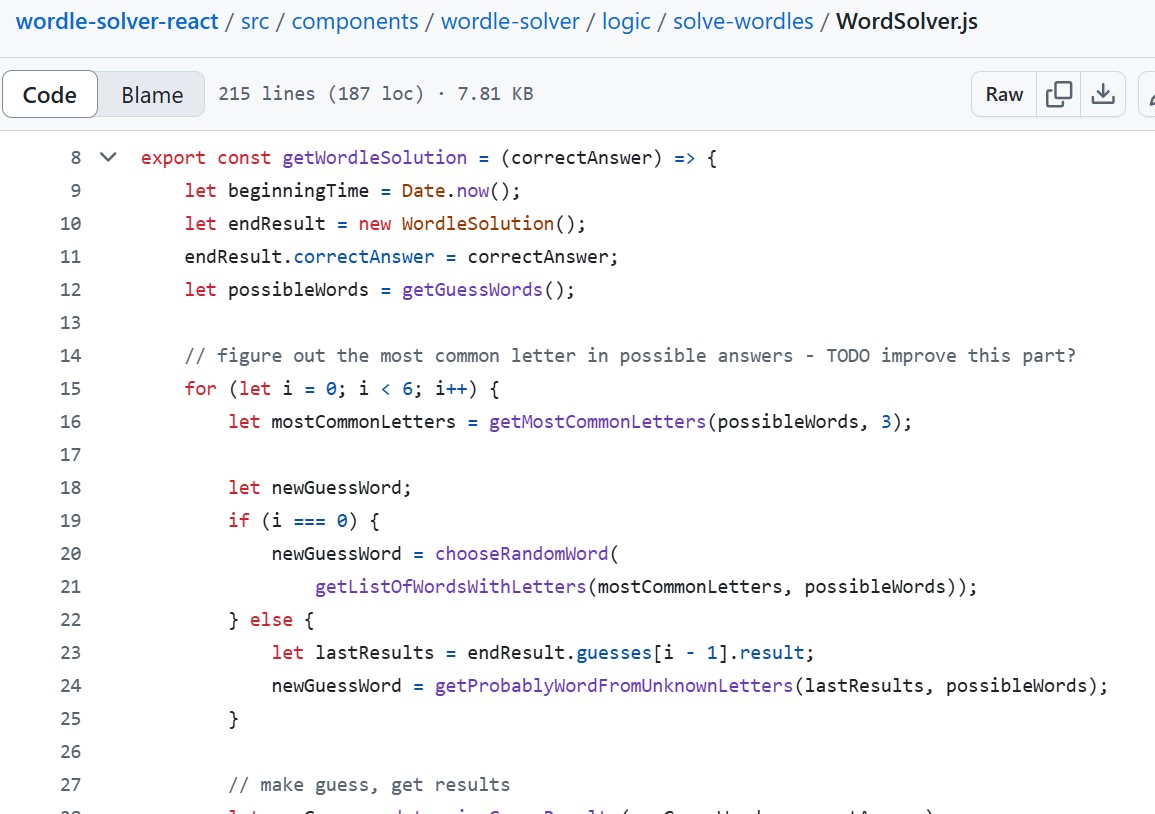 wordle-solver-react / src / components / wordle-solver / logic / solve-wordles / WordSolver.js
Code Blame 215 lines (187 loc) · 7.81 KB Raw
8 export const getWordleSolution = (correctAnswer) => {
9 let beginningTime = Date.now();
10 let endResult = new WordleSolution();
11 endResult.correctAnswer = correctAnswer;
12 let possibleWords = getGuessWords();
13
14 // figure out the most common letter in possible answers - TODO improve this part?
15 for (let i = 0; i < 6; i++) {
16 let mostCommonLetters = getMostCommonLetters(possibleWords, 3);
17
18 let newGuessWord;
19 if (i === 0) {
20 newGuessWord = chooseRandomWord(
21 getListOfWordsWithLetters(mostCommonLetters, possibleWords));
22 } else {
23 let lastResults = endResult.guesses[i - 1].result;
24 newGuessWord = getProbablyWordFromUnknownLetters(lastResults, possibleWords);
25 }
26
27 // make guess, get results